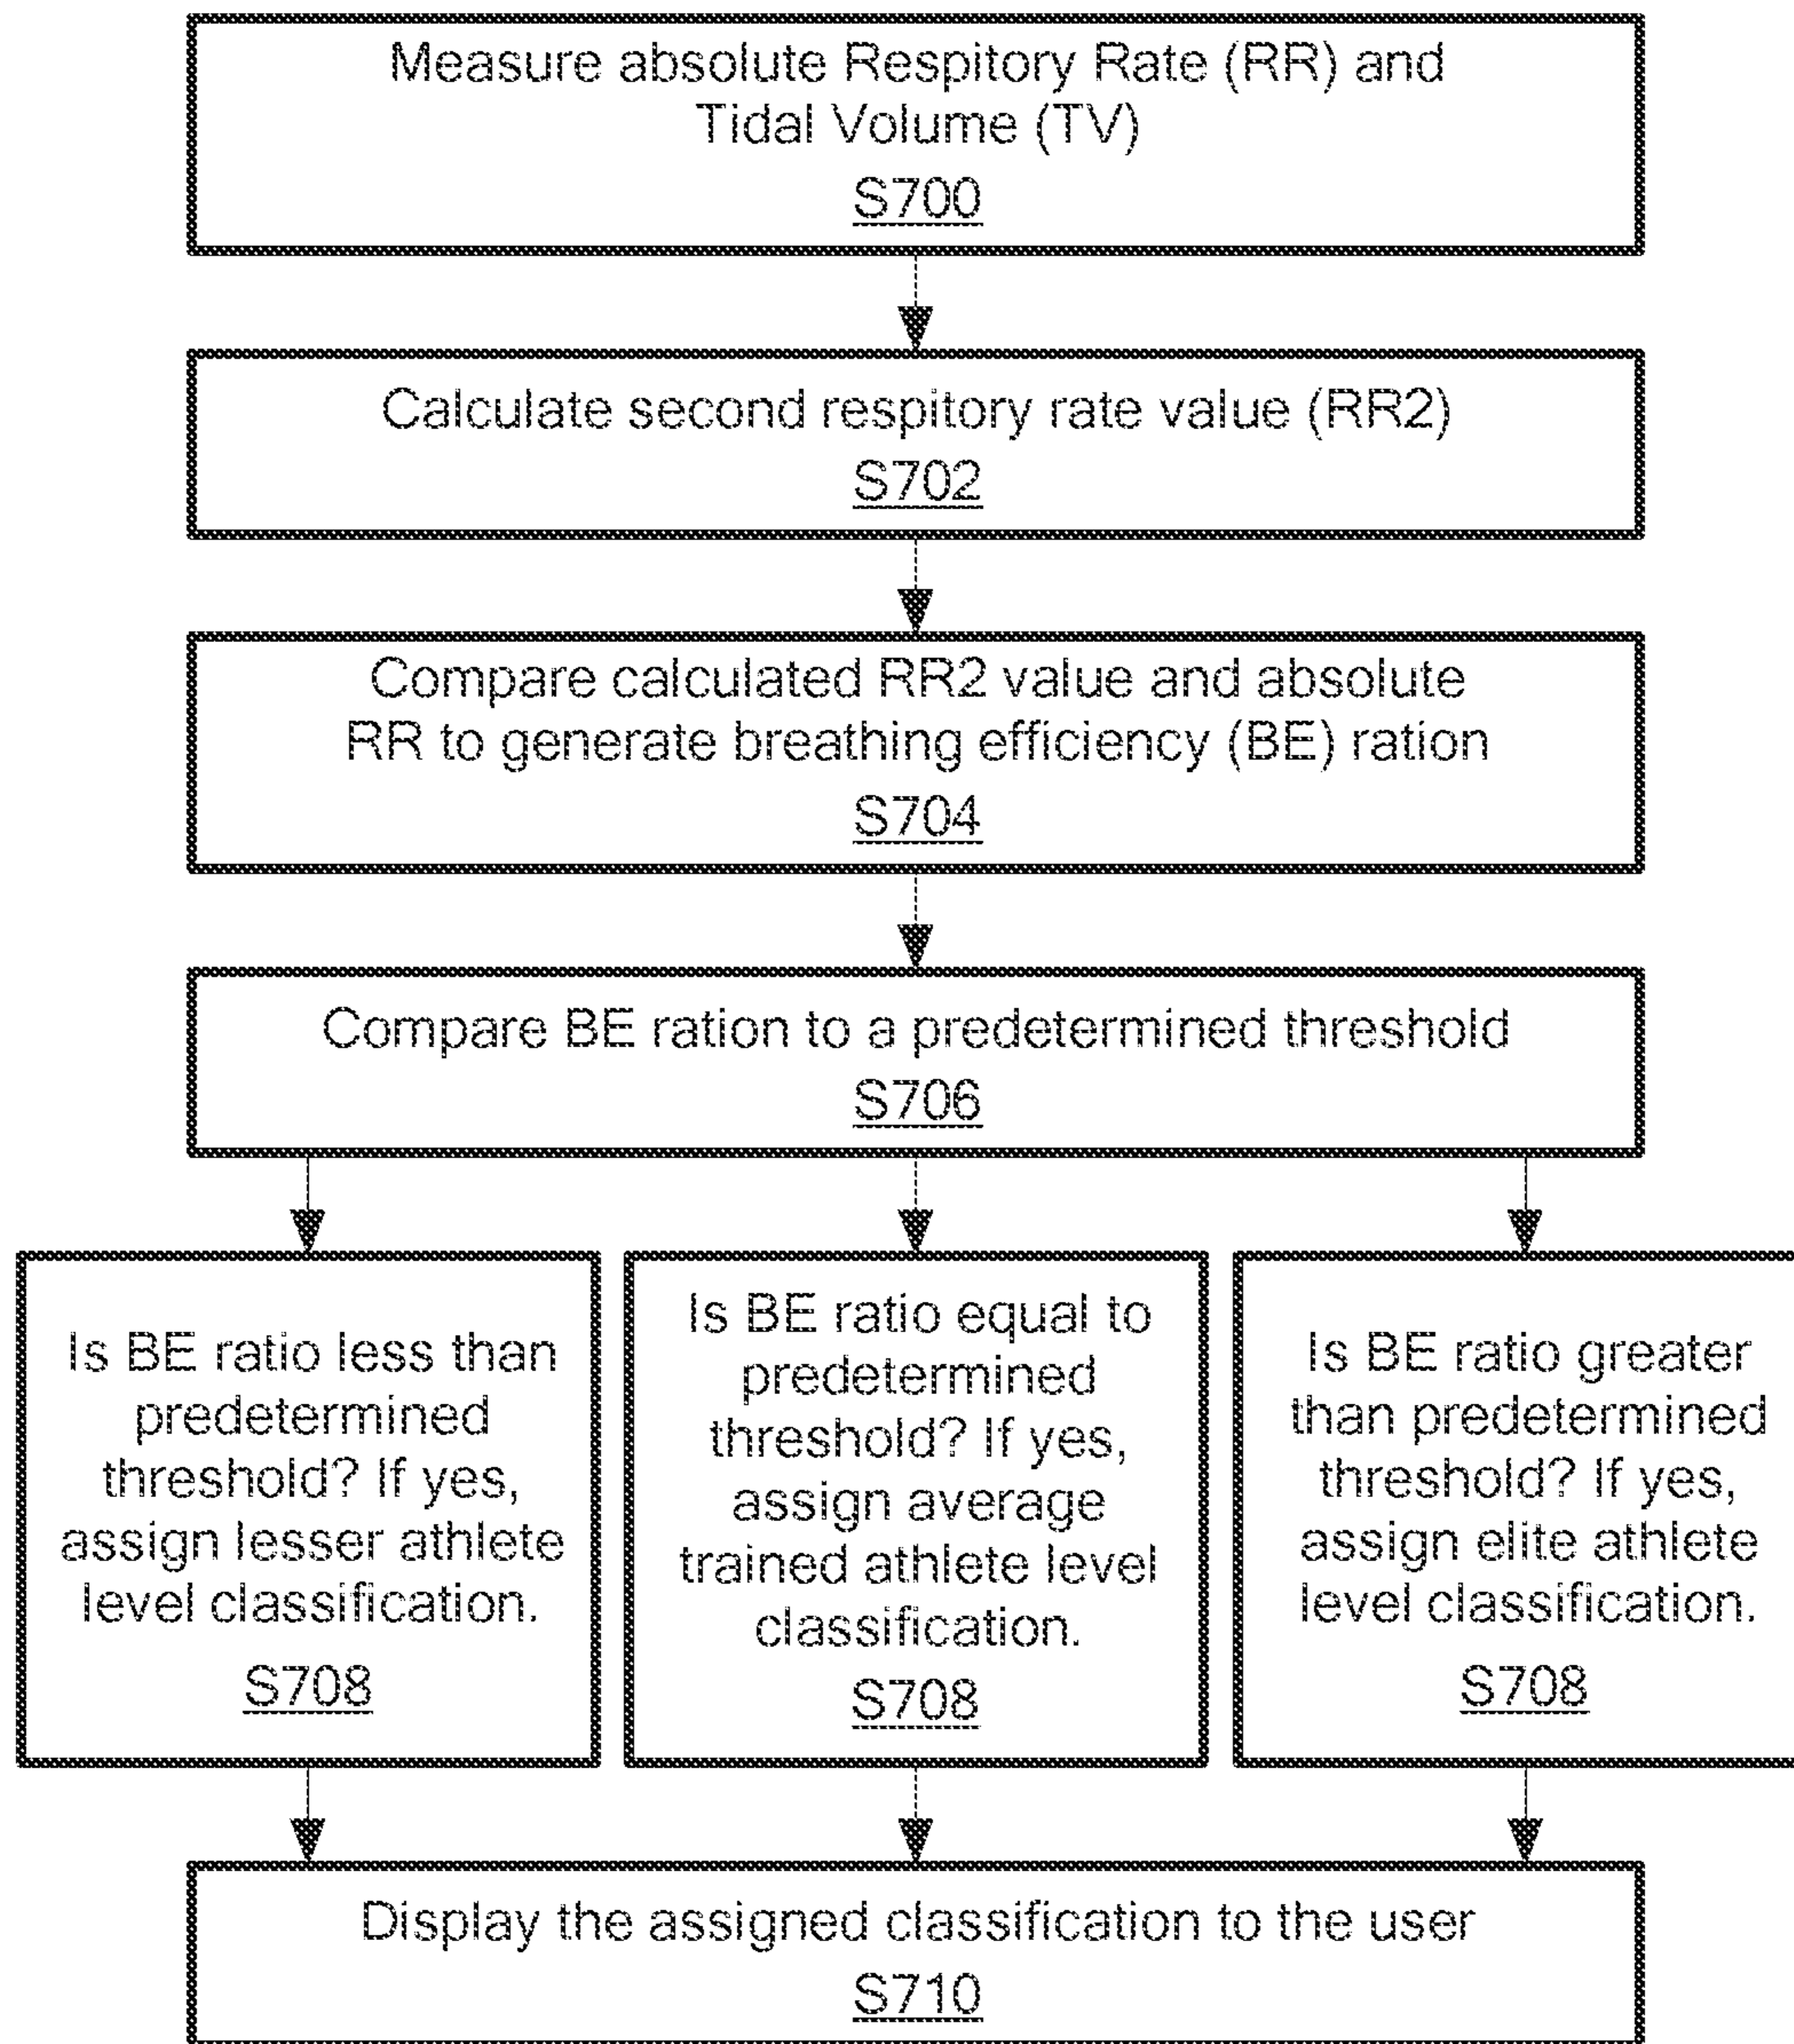 Measure absolute Respitory Rate (RR) and
Tidal Volume (TV)
S700
Calculate second respitory rate value (RR2)
S702
Compare calculated RR2 value and absolute
RR to generate breathing efficiency (BE) ration
S704
Compare BE ration to a predetermined threshold
S706
Is BE ratio less than
predetermined
threshold? If yes,
assign lesser athlete
level classification.
S708
Is BE ratio equal to
predetermined
threshold? If yes,
assign average
trained athlete level
classification.
S708
Is BE ratio greater
than predetermined
threshold? If yes,
assign elite athlete
level classification.
S708
Display the assigned classification to the user
S710